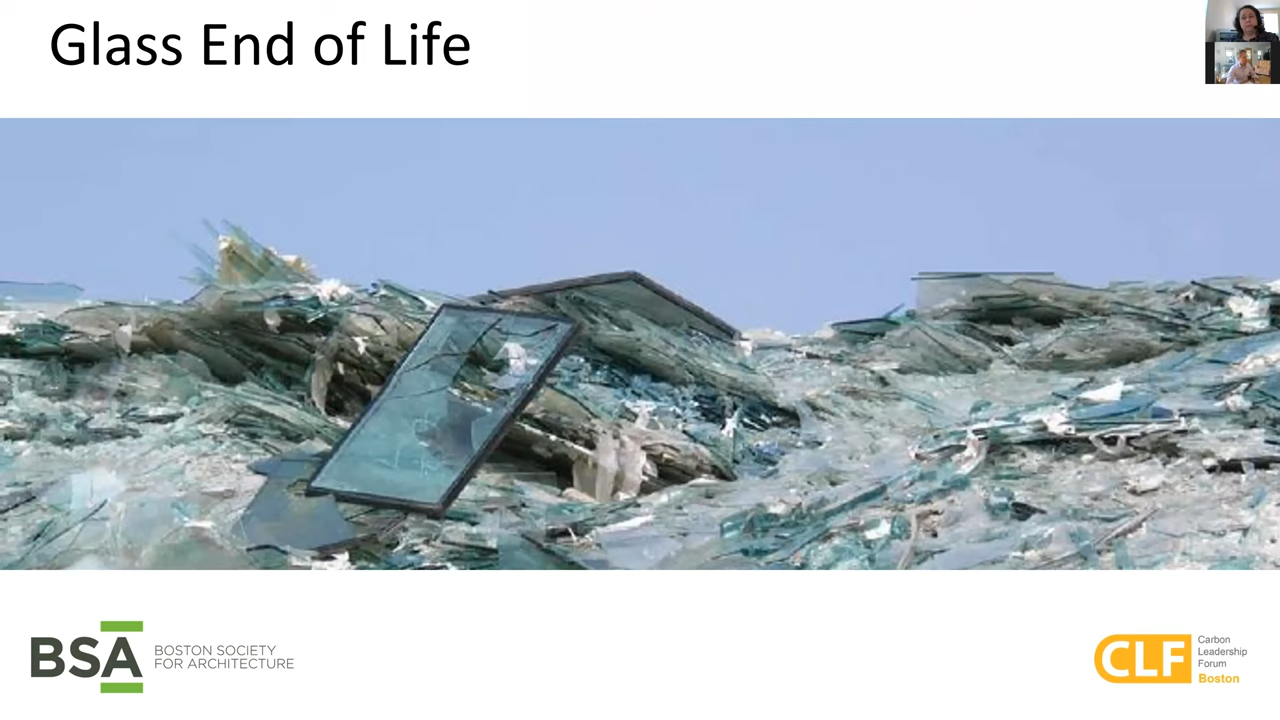 Glass End of Life
BSA
BOSTON SOCIETY
FOR ARCHITECTURE
CLF
Carbon
Leadership
Forum
Boston